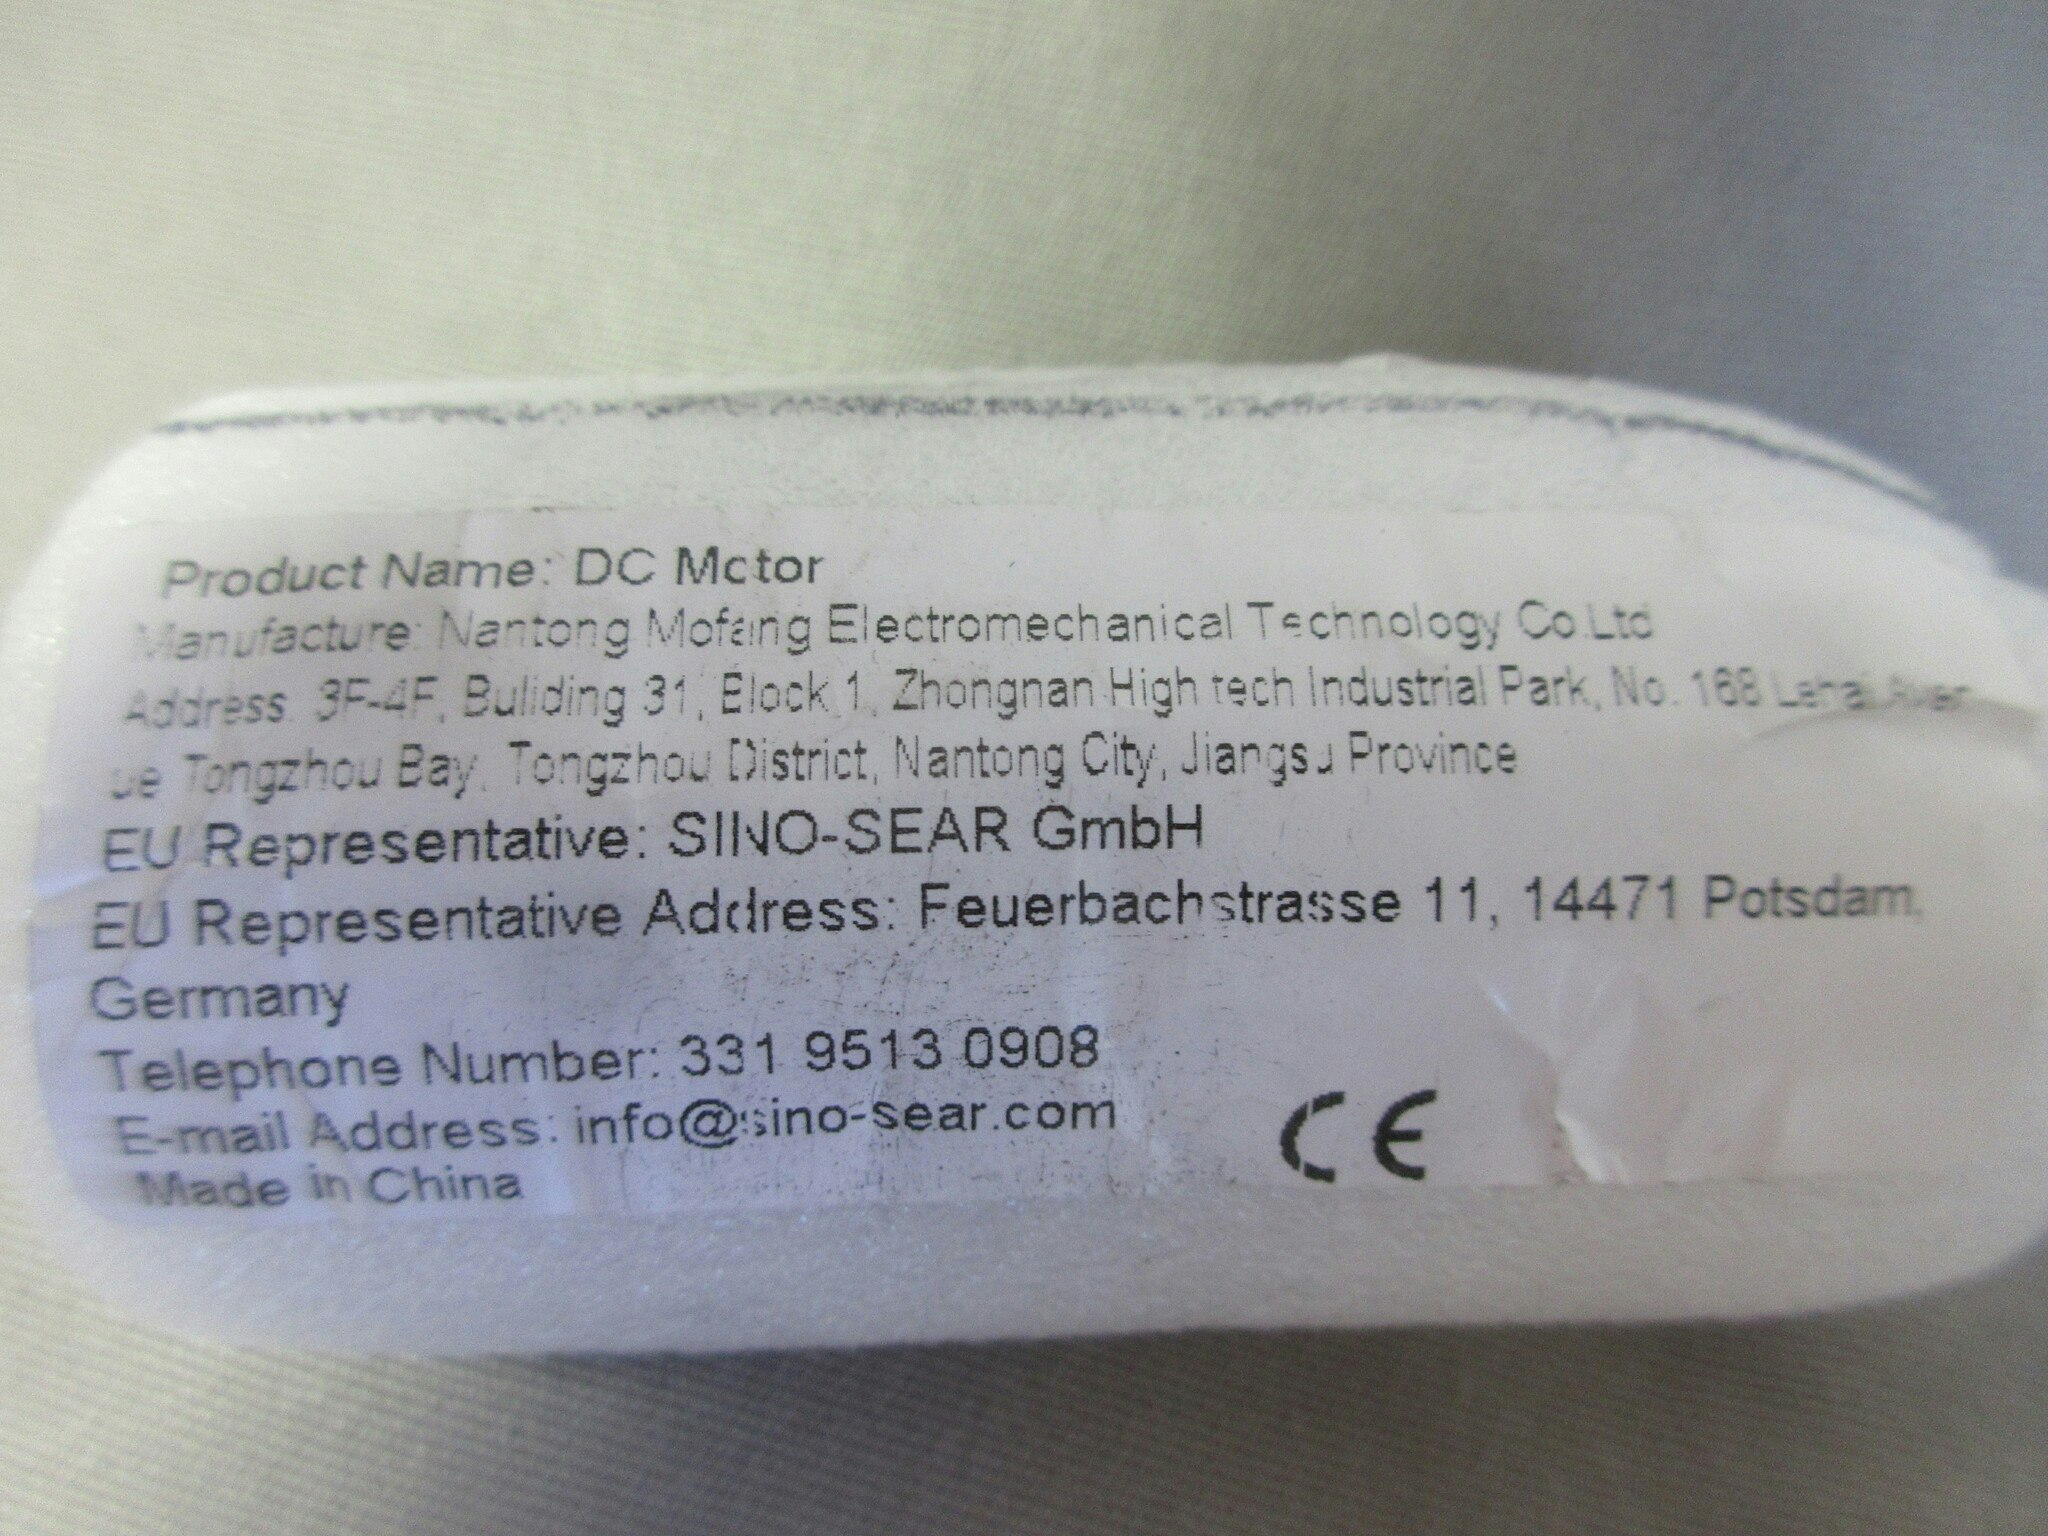 Product Name: DC Motor
Manufacture: Nantong Mofang Electromechanical Technology Co.Ltd
Address: 3F-4F, Buliding 31, Block 1, Zhongnan High tech Industrial Park, No. 168 Lehai Aven
ue Tongzhou Bay, Tongzhou District, Nantong City, Jiangsu Province
EU Representative: SINO-SEAR GmbH
EU Representative Address: Feuerbachstrasse 11, 14471 Potsdam,
Germany
Telephone Number: 331 9513 0908
E-mail Address: info@sino-sear.com
Made in China
CE